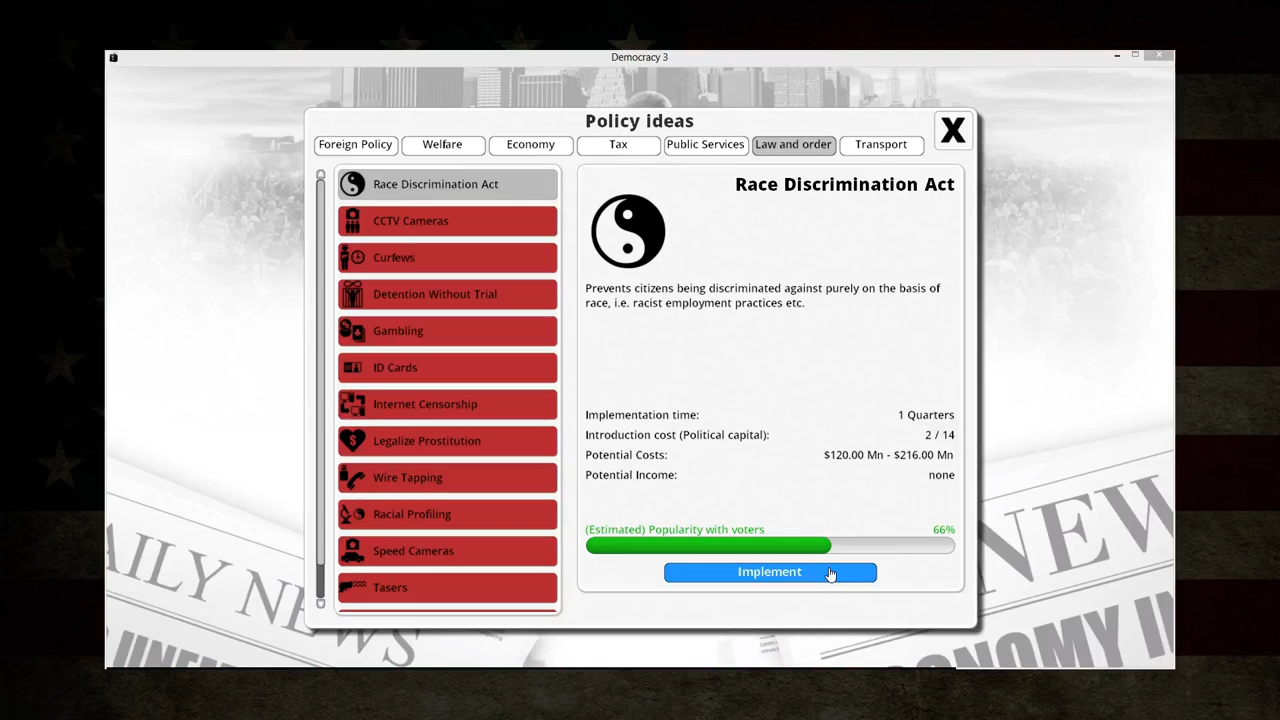 Democracy 3
Policy ideas
X
Foreign Policy
Welfare
Economy
Tax
Public Services
Law and order
Transport
Race Discrimination Act
CCTV Cameras
Curfews
Detention Without Trial
Gambling
ID Cards
Internet Censorship
Legalize Prostitution
Wire Tapping
Racial Profiling
Speed Cameras
Tasers
Race Discrimination Act
Prevents citizens being discriminated against purely on the basis of
race, i.e. racist employment practices etc.
Implementation time: 1 Quarters
Introduction cost (Political capital): 2 / 14
Potential Costs: $120.00 Mn - $216.00 Mn
Potential Income: none
(Estimated) Popularity with voters 66%
Implement
AILY NEWS
NEW
ONOMY I